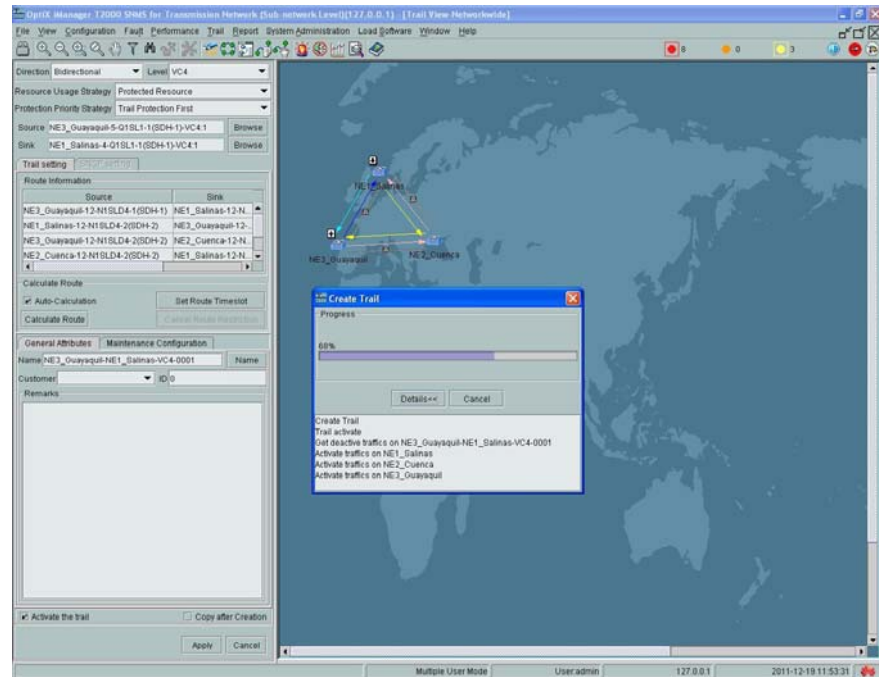 OptiX iManager T2000 SNMS for Transmission Network (Sub-network Level)(127.0.0.1) - [Trail View Networkwide]
File View Configuration Fault Performance Trail Report System Administration Load Software Window Help
8 0 3
Direction Bidirectional Level VC4
Resource Usage Strategy Protected Resource
Protection Priority Strategy Trail Protection First
Source NE3_Guayaquil-5-Q1SL1-1(SDH-1)-VC4:1 Browse
Sink NE1_Salinas-4-Q1SL1-1(SDH-1)-VC4:1 Browse
Trail setting
Route Information
Source Sink
NE3_Guayaquil-12-N1SLD4-1(SDH-1) NE1_Salinas-12-N...
NE1_Salinas-12-N1SLD4-2(SDH-2) NE3_Guayaquil-12-...
NE3_Guayaquil-12-N1SLD4-2(SDH-2) NE2_Cuenca-12-N...
NE2_Cuenca-12-N1SLD4-2(SDH-2) NE1_Salinas-12-N...
Calculate Route
Auto-Calculation Set Route Timeslot
Calculate Route Cancel Route Restriction
General Attributes Maintenance Configuration
Name NE3_Guayaquil-NE1_Salinas-VC4-0001 Name
Customer ID 0
Remarks
Activate the trail Copy after Creation
Apply Cancel
NE1_Salinas
NE3_Guayaquil
NE2_Cuenca
Create Trail
Progress
68%
Details<< Cancel
Create Trail
Trail activate
Get deactive traffics on NE3_Guayaquil-NE1_Salinas-VC4-0001
Activate traffics on NE1_Salinas
Activate traffics on NE2_Cuenca
Activate traffics on NE3_Guayaquil
Multiple User Mode User:admin 127.0.0.1 2011-12-19 11:53:31